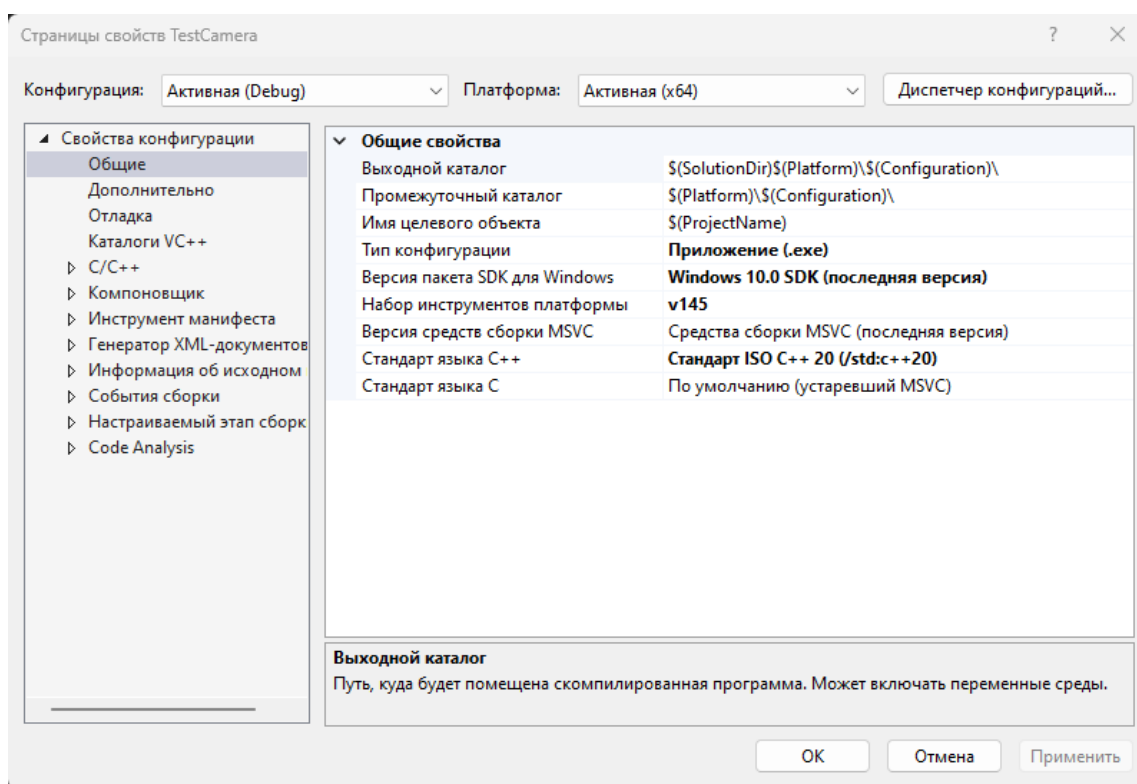 Страницы свойств TestCamera
?
Конфигурация: Активная (Debug) Платформа: Активная (x64) Диспетчер конфигураций...
Свойства конфигурации
Общие
Дополнительно
Отладка
Каталоги VC++
C/C++
Компоновщик
Инструмент манифеста
Генератор XML-документов
Информация об исходном
События сборки
Настраиваемый этап сборк
Code Analysis
Общие свойства
Выходной каталог $(SolutionDir)$(Platform)\$(Configuration)\
Промежуточный каталог $(Platform)\$(Configuration)\
Имя целевого объекта $(ProjectName)
Тип конфигурации Приложение (.exe)
Версия пакета SDK для Windows Windows 10.0 SDK (последняя версия)
Набор инструментов платформы v145
Версия средств сборки MSVC Средства сборки MSVC (последняя версия)
Стандарт языка C++ Стандарт ISO C++ 20 (/std:c++20)
Стандарт языка C По умолчанию (устаревший MSVC)
Выходной каталог
Путь, куда будет помещена скомпилированная программа. Может включать переменные среды.
ОК Отмена Применить